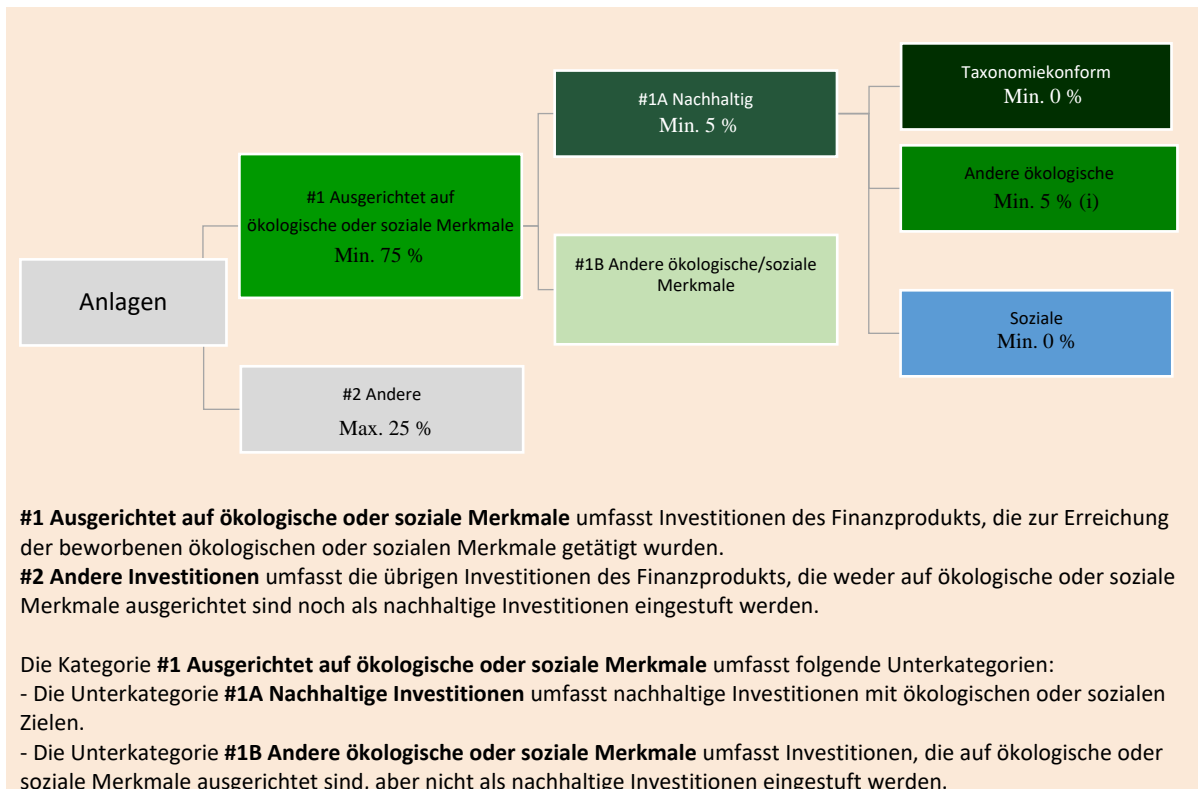 Taxonomiekonform
Min. 0 %
#1A Nachhaltig
Min. 5 %
Andere ökologische
Min. 5 % (i)
#1 Ausgerichtet auf
ökologische oder soziale Merkmale
Min. 75 %
#1B Andere ökologische/soziale
Merkmale
Anlagen
Soziale
Min. 0 %
#2 Andere
Max. 25 %
#1 Ausgerichtet auf ökologische oder soziale Merkmale umfasst Investitionen des Finanzprodukts, die zur Erreichung
der beworbenen ökologischen oder sozialen Merkmale getätigt wurden.
#2 Andere Investitionen umfasst die übrigen Investitionen des Finanzprodukts, die weder auf ökologische oder soziale
Merkmale ausgerichtet sind noch als nachhaltige Investitionen eingestuft werden.
Die Kategorie #1 Ausgerichtet auf ökologische oder soziale Merkmale umfasst folgende Unterkategorien:
- Die Unterkategorie #1A Nachhaltige Investitionen umfasst nachhaltige Investitionen mit ökologischen oder sozialen
Zielen.
- Die Unterkategorie #1B Andere ökologische oder soziale Merkmale umfasst Investitionen, die auf ökologische oder
soziale Merkmale ausgerichtet sind, aber nicht als nachhaltige Investitionen eingestuft werden.